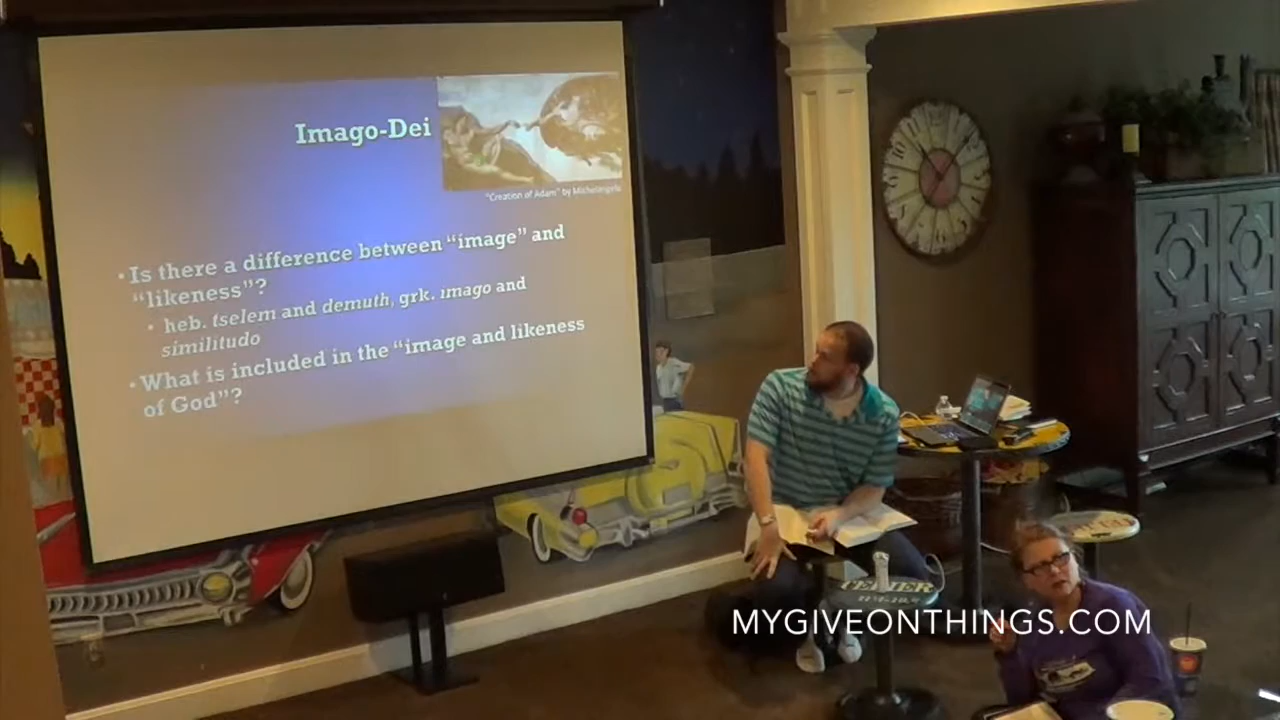 Imago-Dei
"Creation of Adam" by Michelangelo
• Is there a difference between "image" and
"likeness"?
• heb. tselem and demuth, grk. imago and
similitudo
• What is included in the "image and likeness
of God"?
MYGIVEONTHINGS.COM